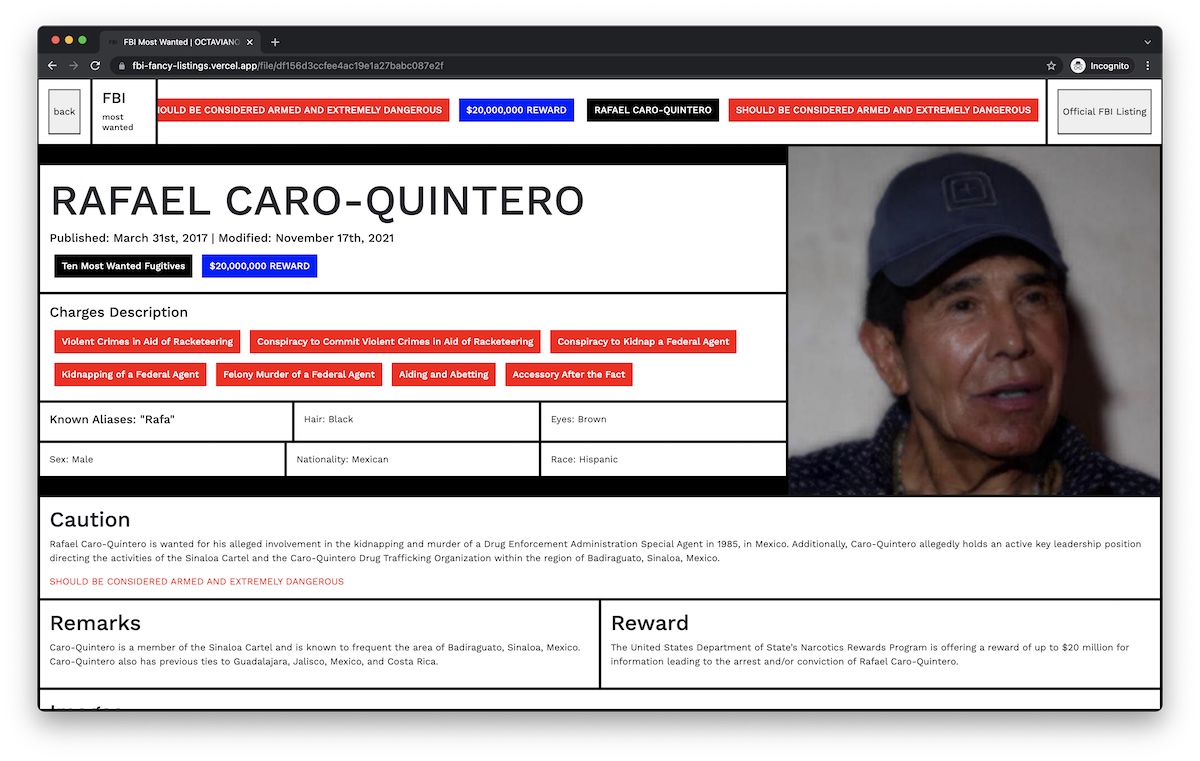 FBI Most Wanted | OCTAVIANO
fbi-fancy-listings.vercel.app/file/df156d3ccfee4ac19e1a27babc087e2f
Incognito
back
FBI
most
wanted
OULD BE CONSIDERED ARMED AND EXTREMELY DANGEROUS
$20,000,000 REWARD
RAFAEL CARO-QUINTERO
SHOULD BE CONSIDERED ARMED AND EXTREMELY DANGEROUS
Official FBI Listing
RAFAEL CARO-QUINTERO
Published: March 31st, 2017 | Modified: November 17th, 2021
Ten Most Wanted Fugitives
$20,000,000 REWARD
Charges Description
Violent Crimes in Aid of Racketeering
Conspiracy to Commit Violent Crimes in Aid of Racketeering
Conspiracy to Kidnap a Federal Agent
Kidnapping of a Federal Agent
Felony Murder of a Federal Agent
Aiding and Abetting
Accessory After the Fact
Known Aliases: "Rafa"
Hair: Black
Eyes: Brown
Sex: Male
Nationality: Mexican
Race: Hispanic
Caution
Rafael Caro-Quintero is wanted for his alleged involvement in the kidnapping and murder of a Drug Enforcement Administration Special Agent in 1985, in Mexico. Additionally, Caro-Quintero allegedly holds an active key leadership position
directing the activities of the Sinaloa Cartel and the Caro-Quintero Drug Trafficking Organization within the region of Badiraguato, Sinaloa, Mexico.
SHOULD BE CONSIDERED ARMED AND EXTREMELY DANGEROUS
Remarks
Caro-Quintero is a member of the Sinaloa Cartel and is known to frequent the area of Badiraguato, Sinaloa, Mexico.
Caro-Quintero also has previous ties to Guadalajara, Jalisco, Mexico, and Costa Rica.
Reward
The United States Department of State's Narcotics Rewards Program is offering a reward of up to $20 million for
information leading to the arrest and/or conviction of Rafael Caro-Quintero.